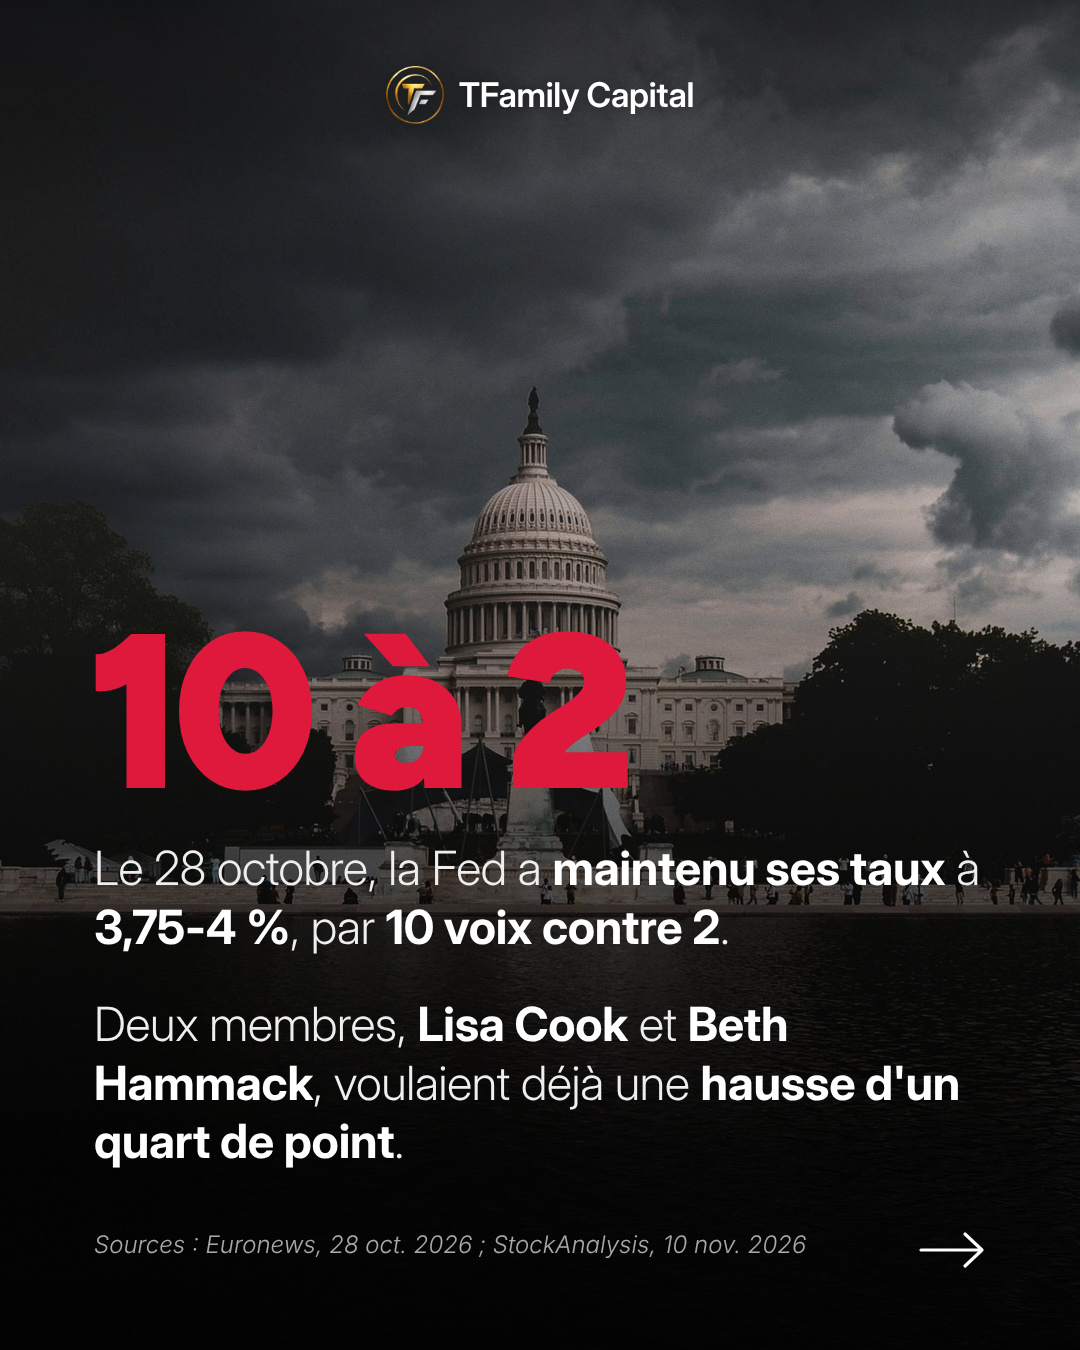 TFamily Capital
10 à 2
Le 28 octobre, la Fed a maintenu ses taux à
3,75-4 %, par 10 voix contre 2.
Deux membres, Lisa Cook et Beth
Hammack, voulaient déjà une hausse d'un
quart de point.
Sources : Euronews, 28 oct. 2026 ; StockAnalysis, 10 nov. 2026